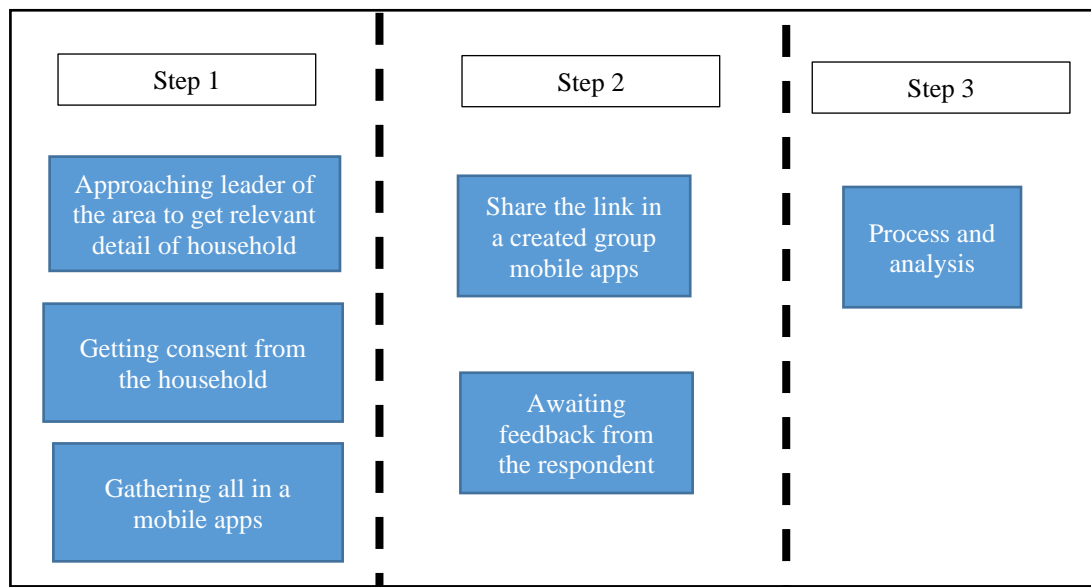 Step 1
Approaching leader of
the area to get relevant
detail of household
Getting consent from
the household
Gathering all in a
mobile apps
Step 2
Share the link in
a created group
mobile apps
Awaiting
feedback from
the respondent
Step 3
Process and
analysis